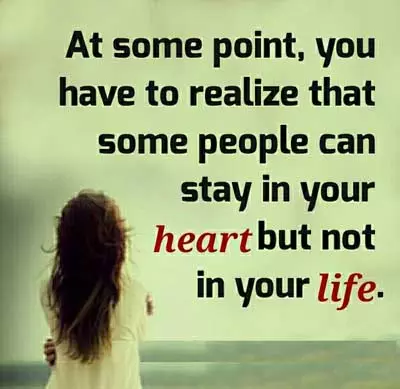 At some point, you
have to realize that
some people can
stay in your
heart but not
in your life.